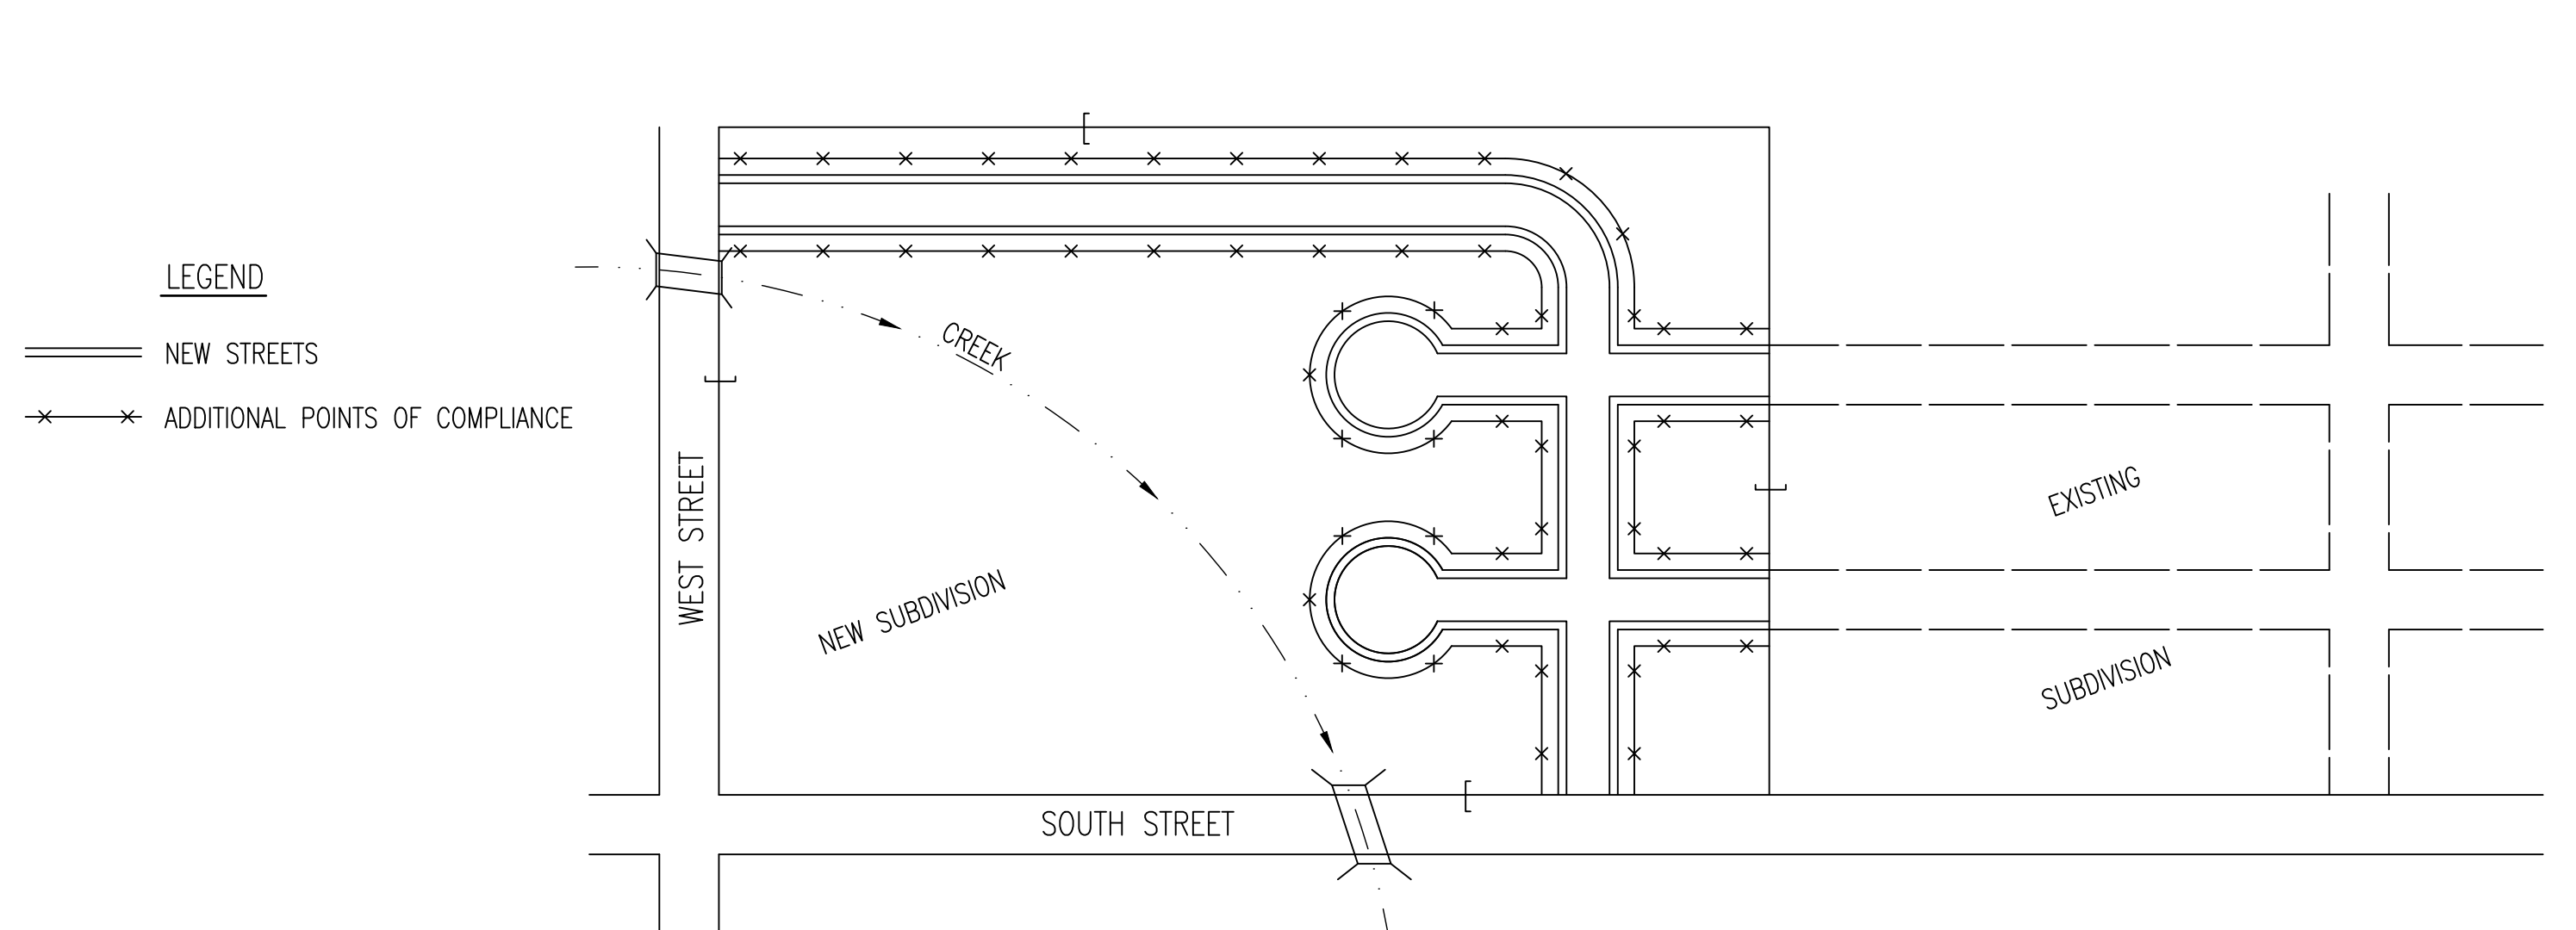 LEGEND
NEW STREETS
ADDITIONAL POINTS OF COMPLIANCE
WEST STREET
CREEK
NEW SUBDIVISION
SOUTH STREET
EXISTING
SUBDIVISION